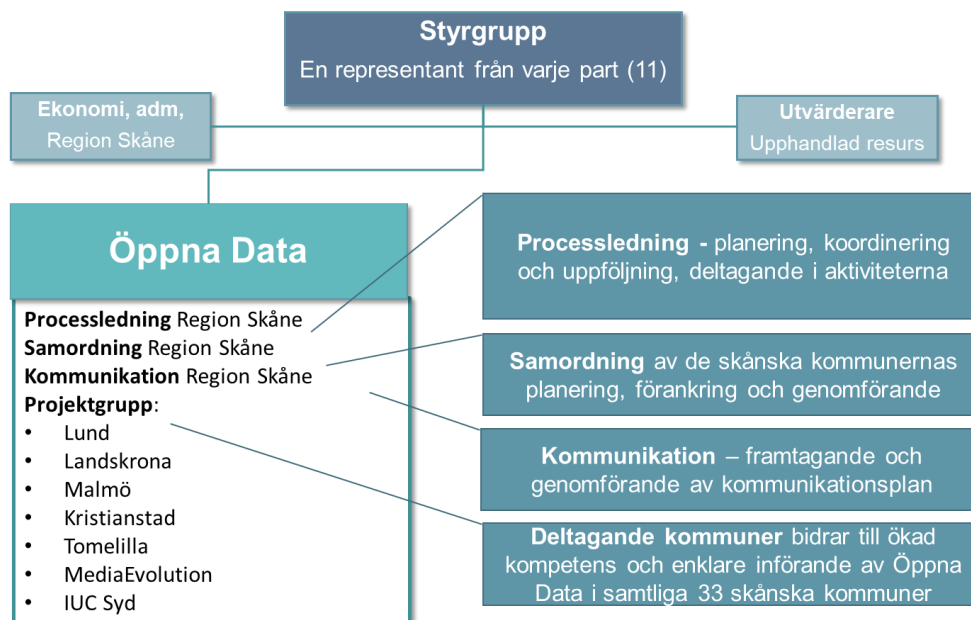 Styrgrupp
En representant från varje part (11)
Ekonomi, adm,
Region Skåne
Utvärderare
Upphandlad resurs
Öppna Data
Processledning Region Skåne
Samordning Region Skåne
Kommunikation Region Skåne
Projektgrupp:
• Lund
• Landskrona
• Malmö
• Kristianstad
• Tomelilla
• MediaEvolution
• IUC Syd
Processledning - planering, koordinering
och uppföljning, deltagande i aktiviteterna
Samordning av de skånska kommunernas
planering, förankring och genomförande
Kommunikation – framtagande och
genomförande av kommunikationsplan
Deltagande kommuner bidrar till ökad
kompetens och enklare införande av Öppna
Data i samtliga 33 skånska kommuner